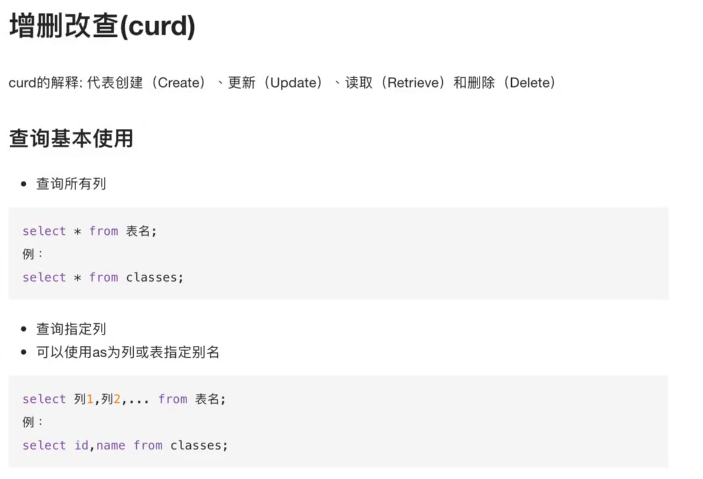 增删改查(curd)
curd的解释: 代表创建（Create）、更新（Update）、读取（Retrieve）和删除（Delete）
查询基本使用
• 查询所有列
select * from 表名;
例：
select * from classes;
• 查询指定列
• 可以使用as为列或表指定别名
select 列1,列2,... from 表名;
例：
select id,name from classes;